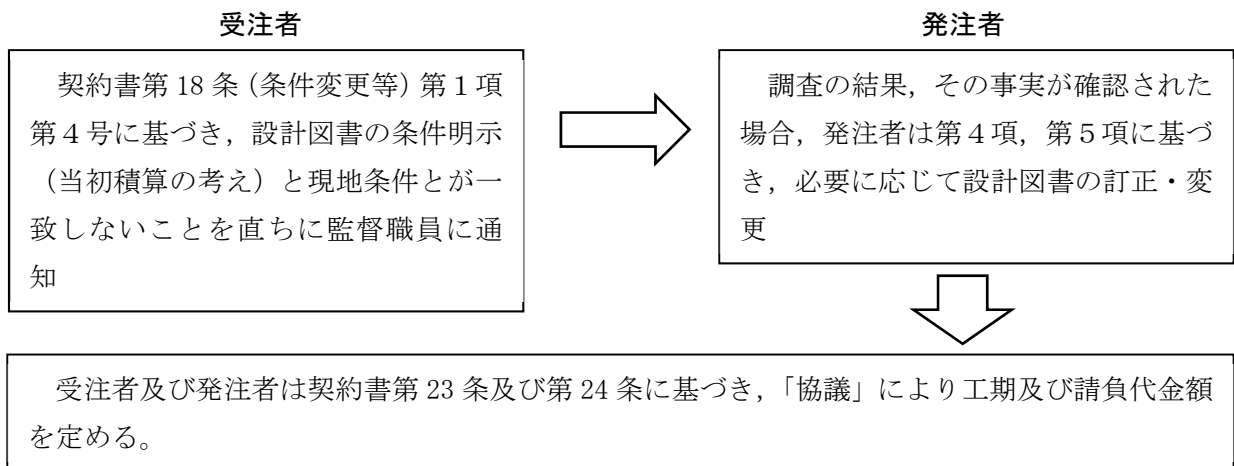 受注者
契約書第 18 条（条件変更等）第１項
第４号に基づき，設計図書の条件明示
（当初積算の考え）と現地条件とが一
致しないことを直ちに監督職員に通
知
発注者
調査の結果，その事実が確認された
場合，発注者は第４項，第５項に基づ
き，必要に応じて設計図書の訂正・変
更
受注者及び発注者は契約書第 23 条及び第 24 条に基づき，「協議」により工期及び請負代金額
を定める。